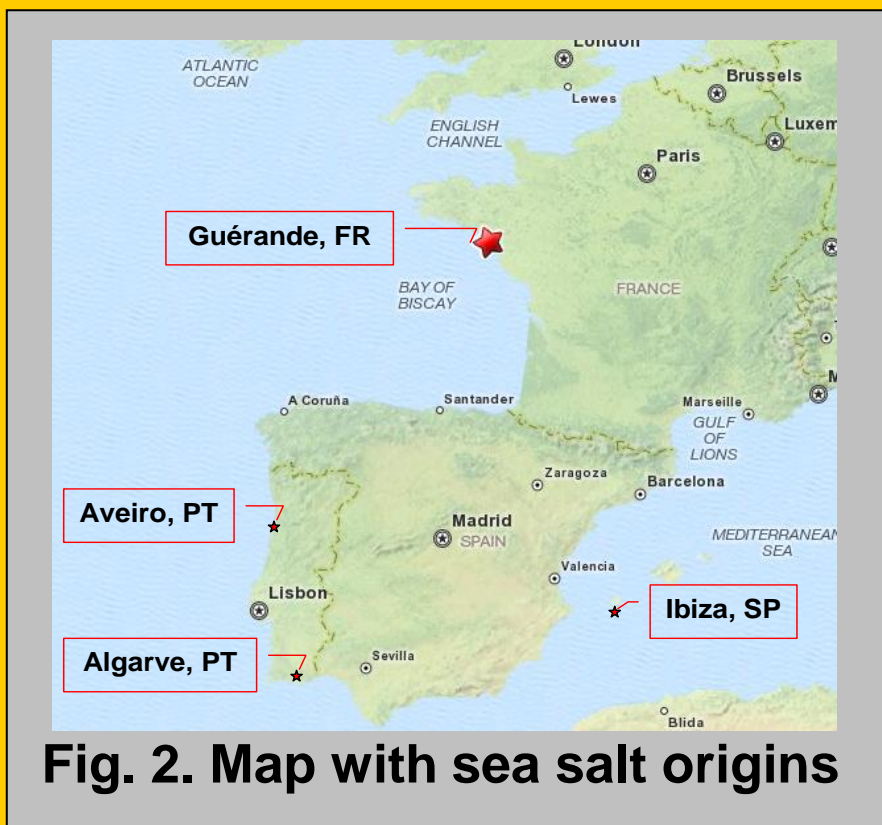 London
ATLANTIC
OCEAN
Brussels
Lewes
ENGLISH
CHANNEL
Luxem
Paris
Guérande, FR
BAY OF
BISCAY
FRANCE
M
A Coruña
Santander
Marseille
GULF
OF
LIONS
Zaragoza
Barcelona
Aveiro, PT
Madrid
SPAIN
MEDITERRANEAN
SEA
Valencia
Lisbon
Ibiza, SP
Algarve, PT
Sevilla
Blida
Fig. 2. Map with sea salt origins